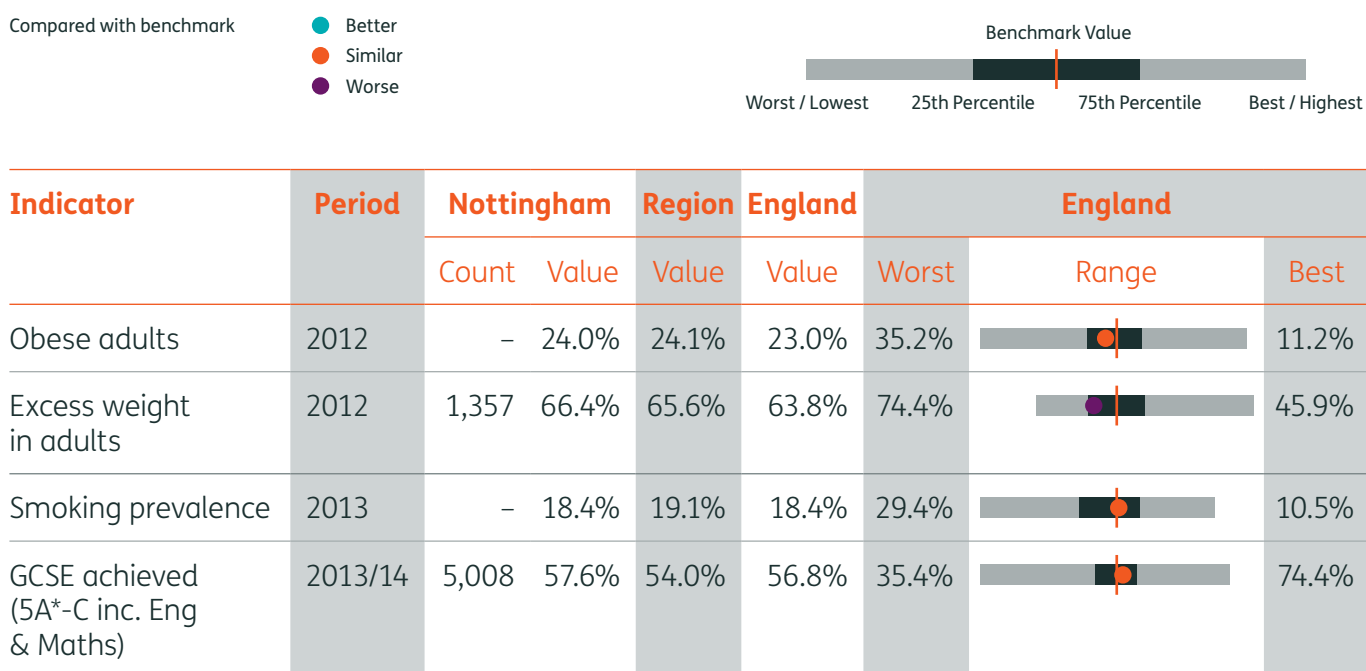 Compared with benchmark
Better
Similar
Worse
Benchmark Value
Worst / Lowest 25th Percentile 75th Percentile Best / Highest
Indicator Period Nottingham Region England England
Count Value Value Value Worst Range Best
Obese adults 2012 – 24.0% 24.1% 23.0% 35.2% 11.2%
Excess weight 2012 1,357 66.4% 65.6% 63.8% 74.4% 45.9%
in adults
Smoking prevalence 2013 – 18.4% 19.1% 18.4% 29.4% 10.5%
GCSE achieved 2013/14 5,008 57.6% 54.0% 56.8% 35.4% 74.4%
(5A*-C inc. Eng
& Maths)